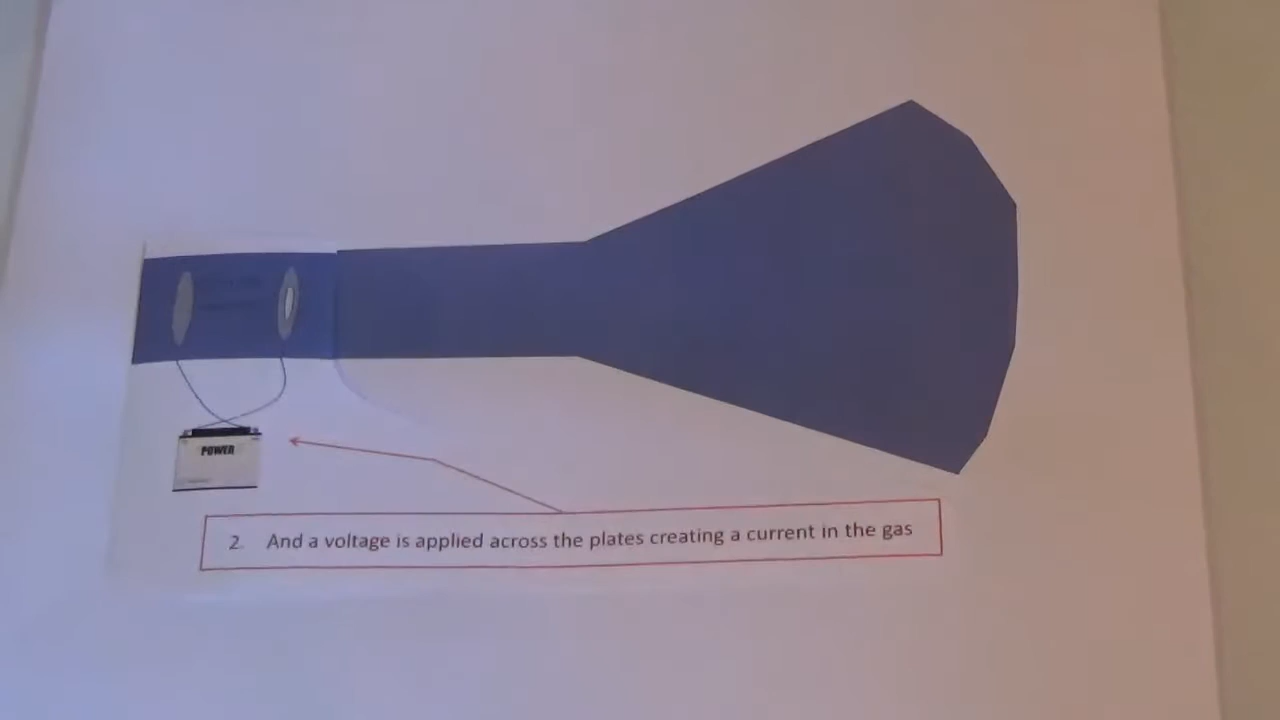 POWER
2. And a voltage is applied across the plates creating a current in the gas